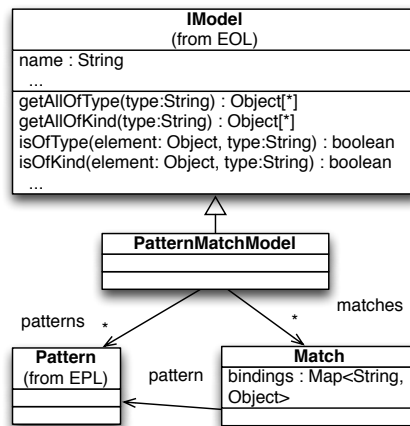 IModel
(from EOL)
name : String
...
getAllOfType(type:String) : Object[*]
getAllOfKind(type:String) : Object[*]
isOfType(element: Object, type:String) : boolean
isOfKind(element: Object, type:String) : boolean
...
PatternMatchModel
patterns
*
*
matches
Pattern
(from EPL)
pattern
Match
bindings : Map<String,
Object>